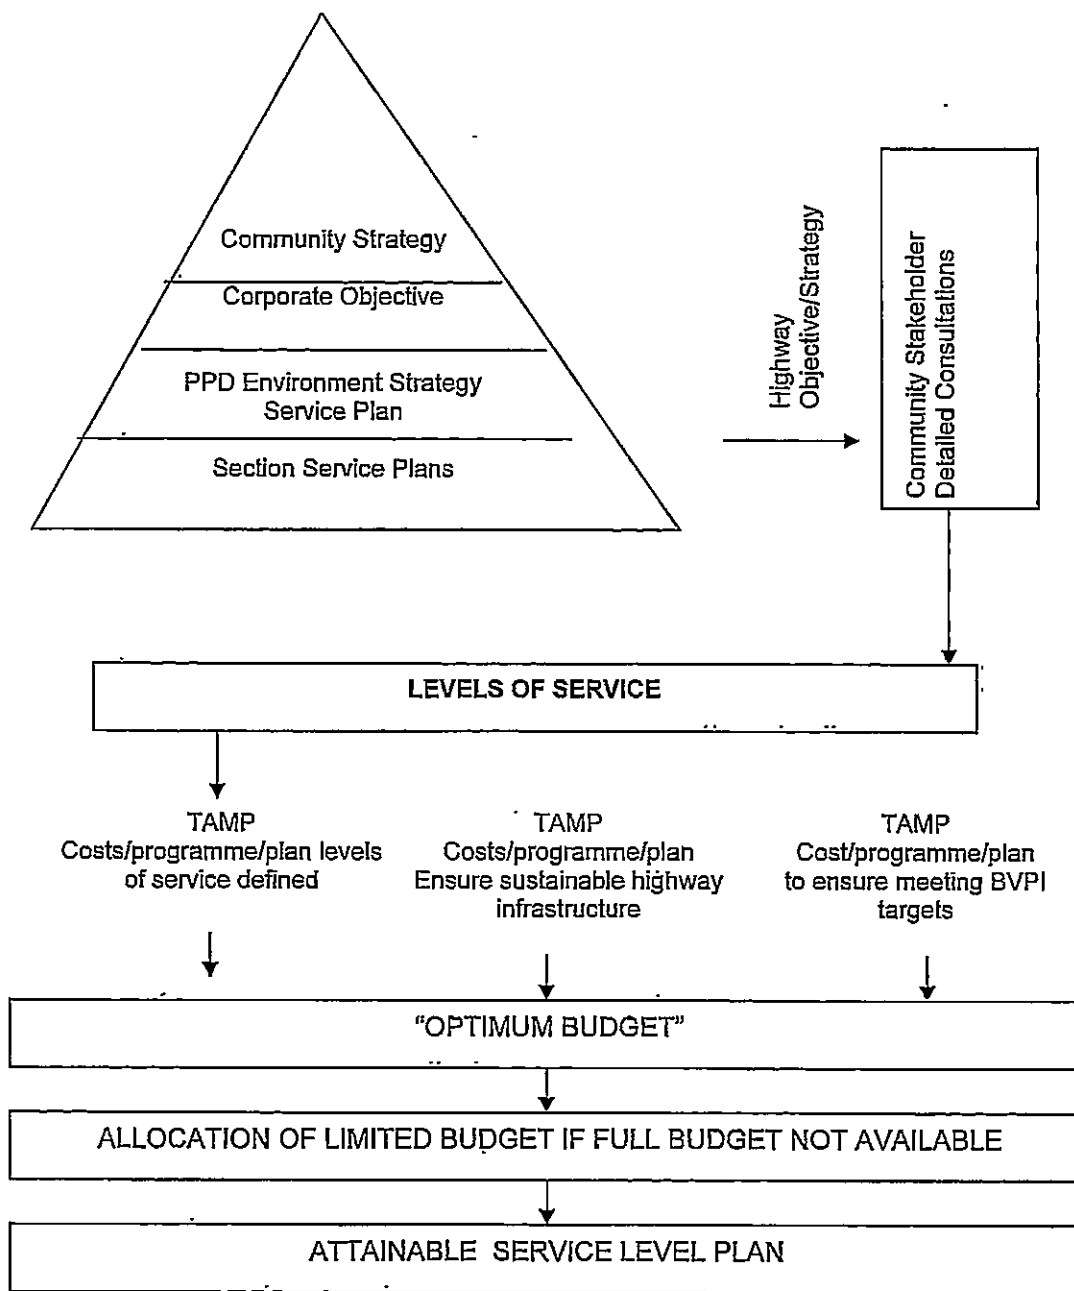 Community Strategy
Corporate Objective
PPD Environment Strategy
Service Plan
Section Service Plans
Highway
Objective/Strategy
Community Stakeholder
Detailed Consultations
LEVELS OF SERVICE
TAMP
Costs/programme/plan levels
of service defined
TAMP
Costs/programme/plan
Ensure sustainable highway
infrastructure
TAMP
Cost/programme/plan
to ensure meeting BVPI
targets
"OPTIMUM BUDGET"
ALLOCATION OF LIMITED BUDGET IF FULL BUDGET NOT AVAILABLE
ATTAINABLE SERVICE LEVEL PLAN